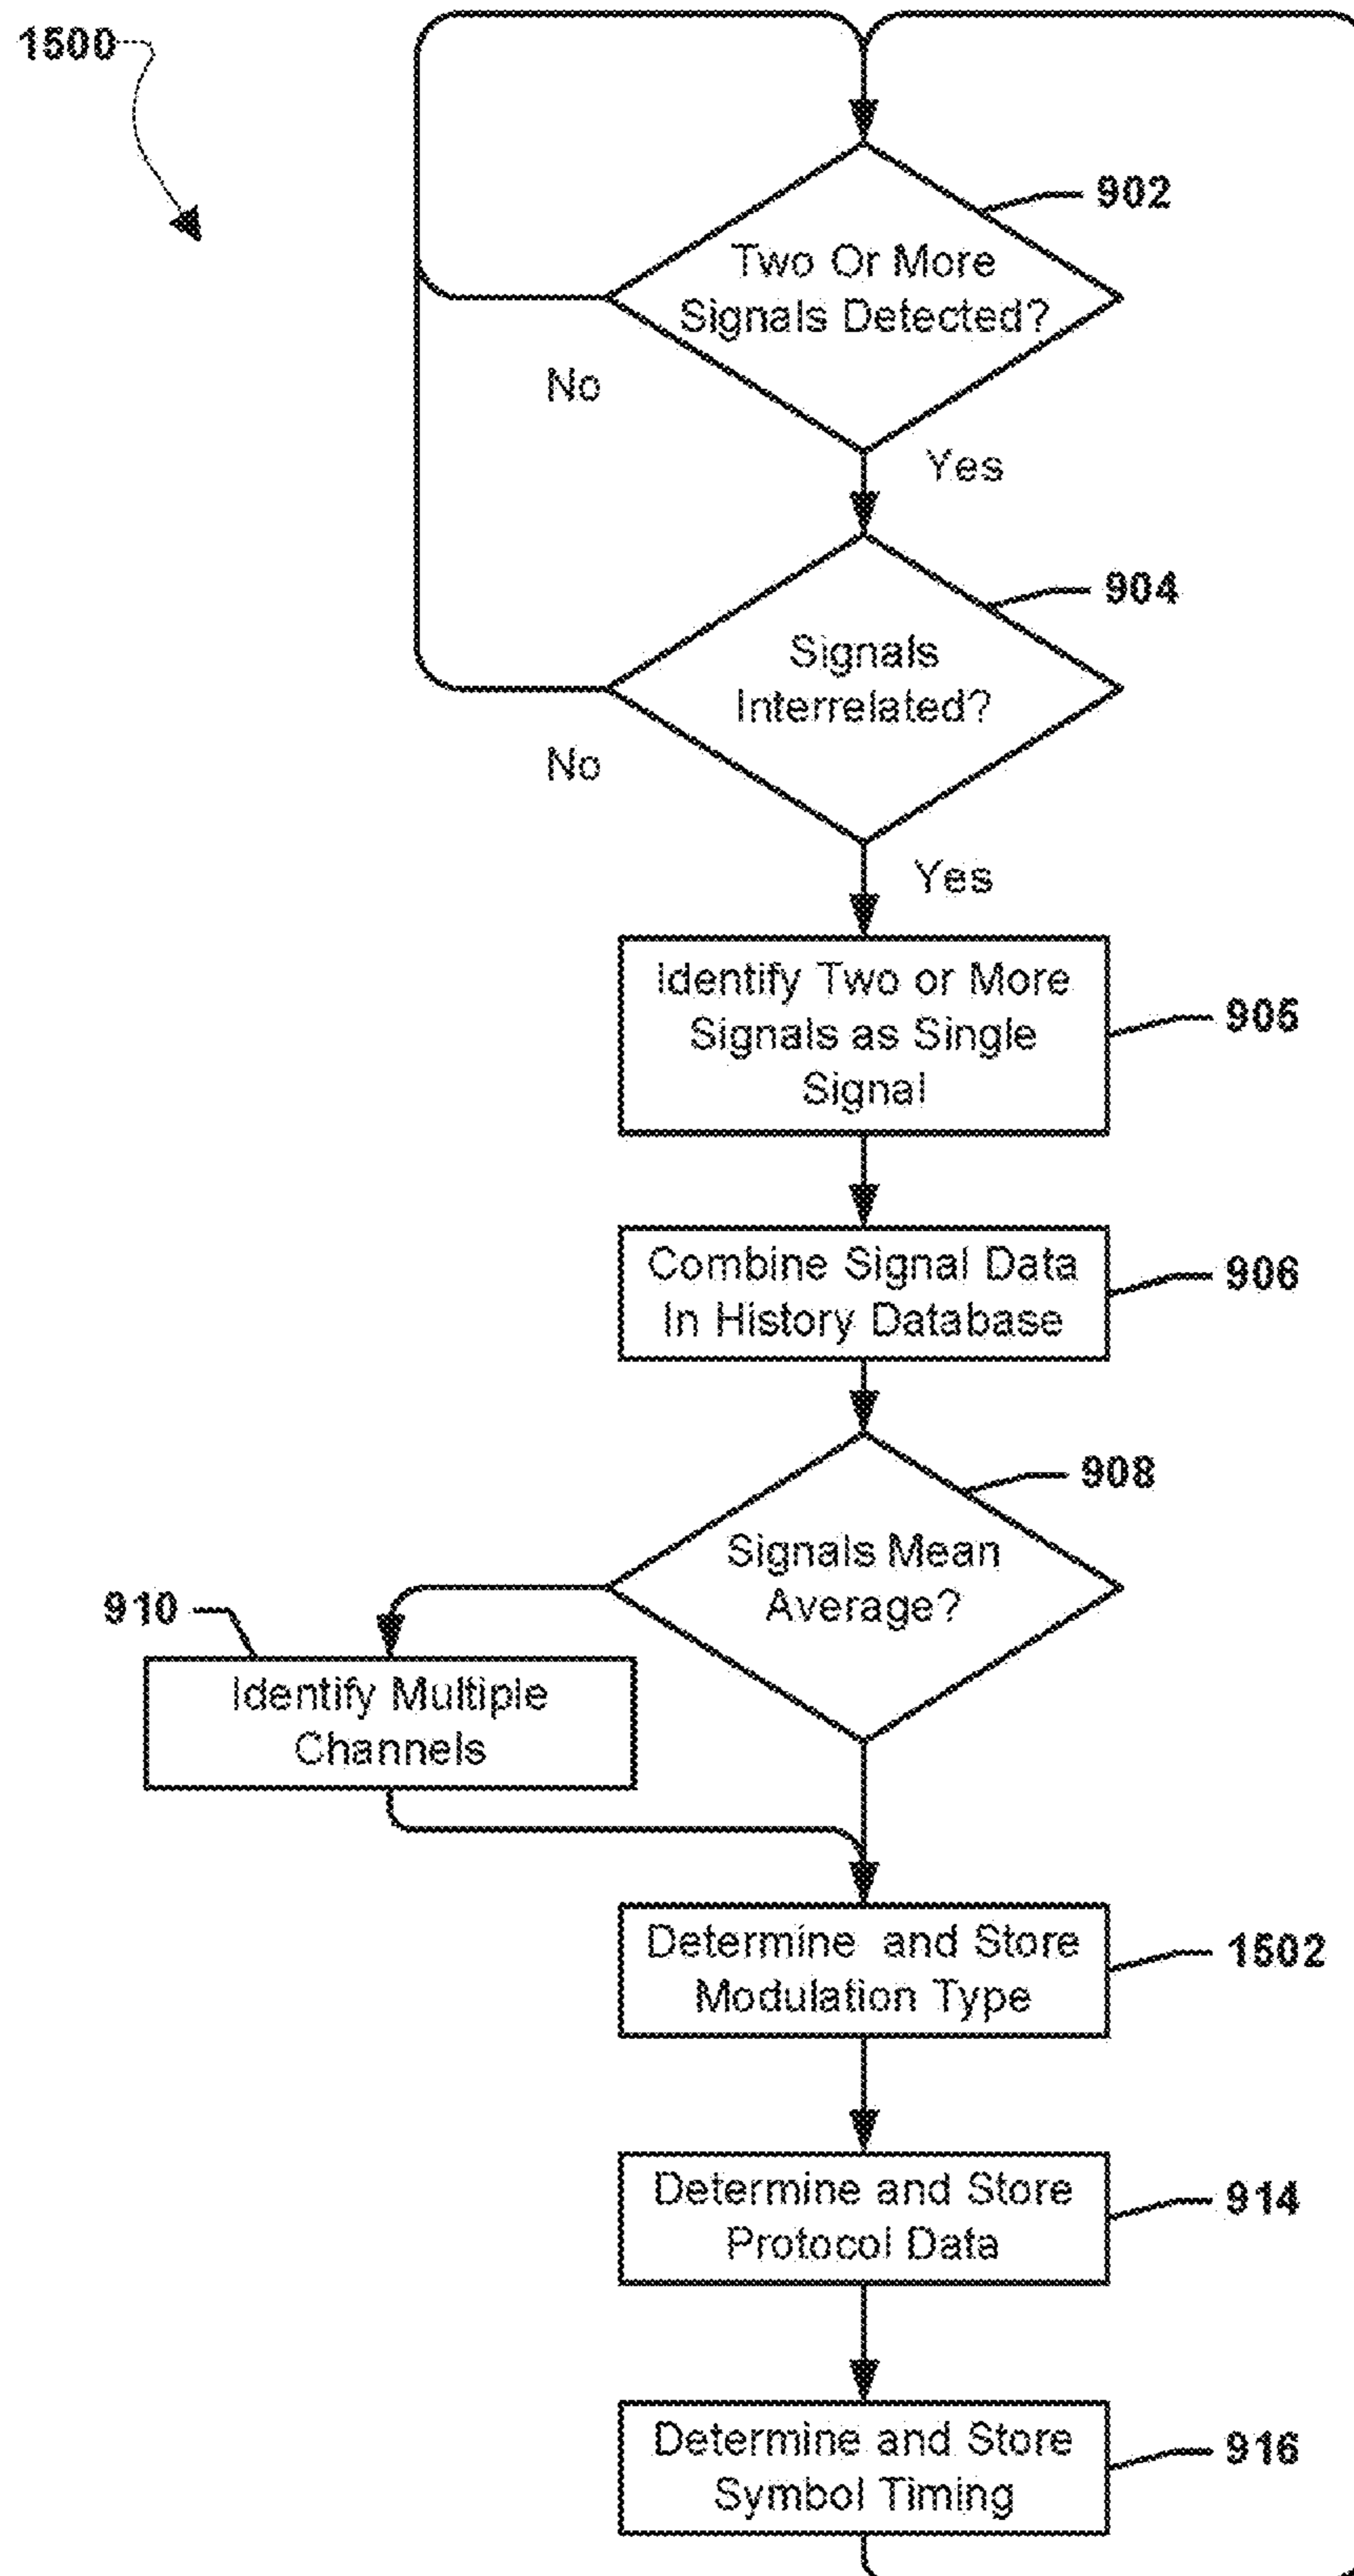 1500
902
Two Or More
Signals Detected?
No
Yes
904
Signals
Interrelated?
No
Yes
Identify Two or More
Signals as Single
Signal
905
Combine Signal Data
In History Database
906
908
Signals Mean
Average?
910
Identify Multiple
Channels
Determine and Store
Modulation Type
1502
Determine and Store
Protocol Data
914
Determine and Store
Symbol Timing
916